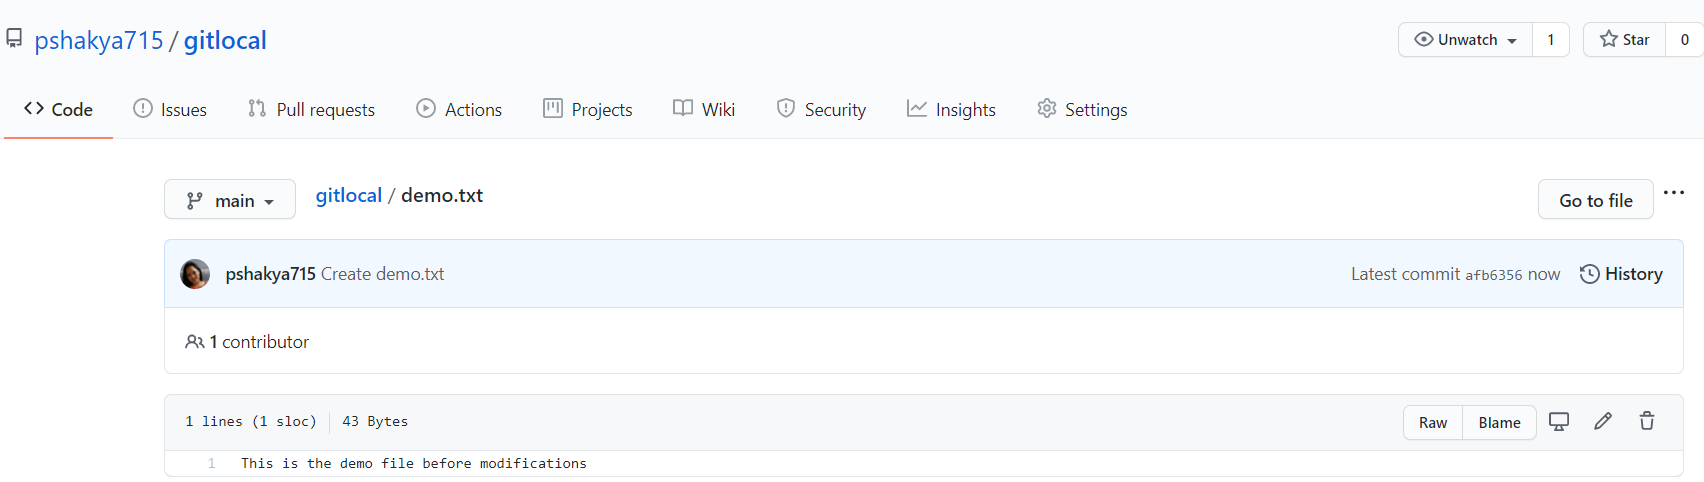 pshakya715 / gitlocal Unwatch 1 Star 0
Code Issues Pull requests Actions Projects Wiki Security Insights Settings
main gitlocal / demo.txt Go to file
pshakya715 Create demo.txt Latest commit afb6356 now History
1 contributor
1 lines (1 sloc) 43 Bytes Raw Blame
1 This is the demo file before modifications